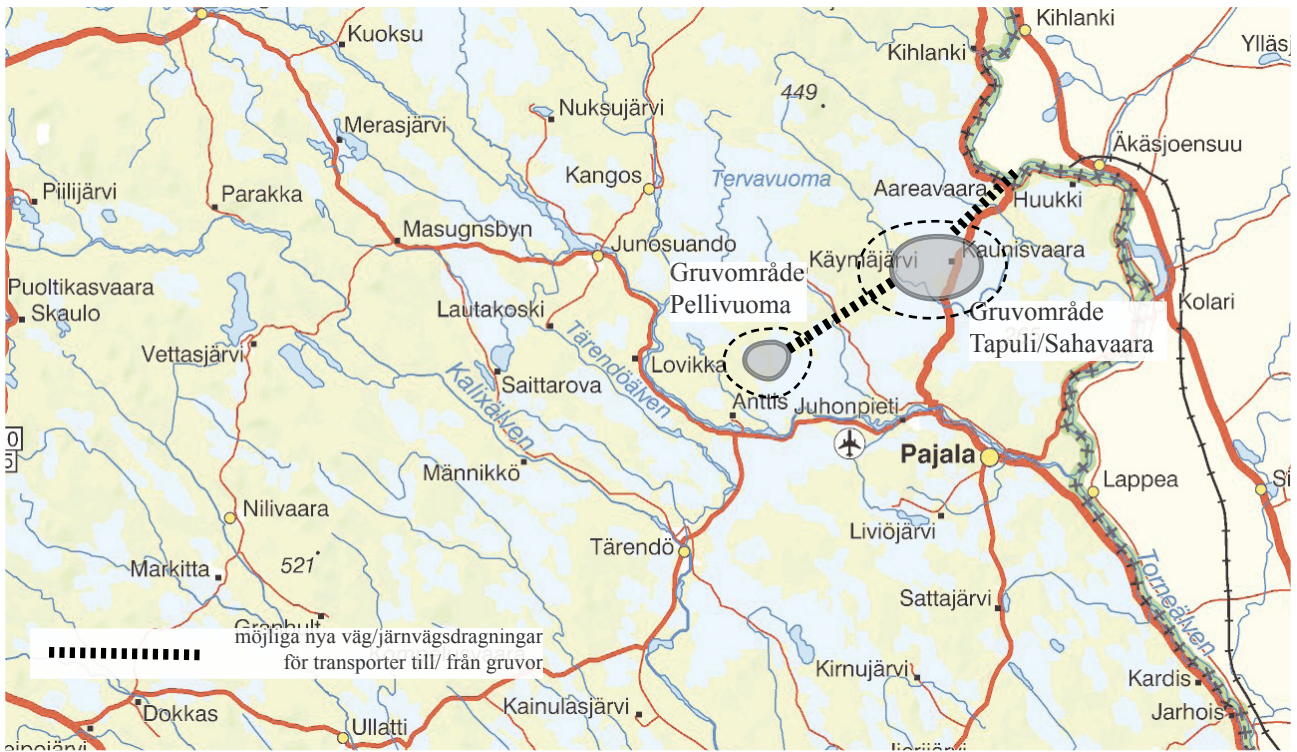 Kihlanki
Kuoksu
Kihlanki
449
Nuksujärvi
Merasjärvi
Äkäsjoensuu
Kangos
Tervavuoma
Aareavaara
Huukki
Piilijärvi
Parakka
Masugnsbyn
Junosuando
Käymäjärvi
Kaunisvaara
Gruvområde
Pellivuoma
Puoltikasvaara
Skaulo
Lautakoski
Kolari
Gruvområde
Tapuli/Sahavaara
Vettasjärvi
Tärendöälven
Lovikka
Kalixälven
Saittarova
Anttis
Juhonpieti
Pajala
Männikkö
Lappea
Nilivaara
Liviöjärvi
Tärendö
521
Markitta
Sattajärvi
Torneälven
möjliga nya väg/järnvägsdragningar
för transporter till/ från gruvor
Kirnujärvi
Kardis
Kainulasjärvi
Dokkas
Jarhois
Ullatti